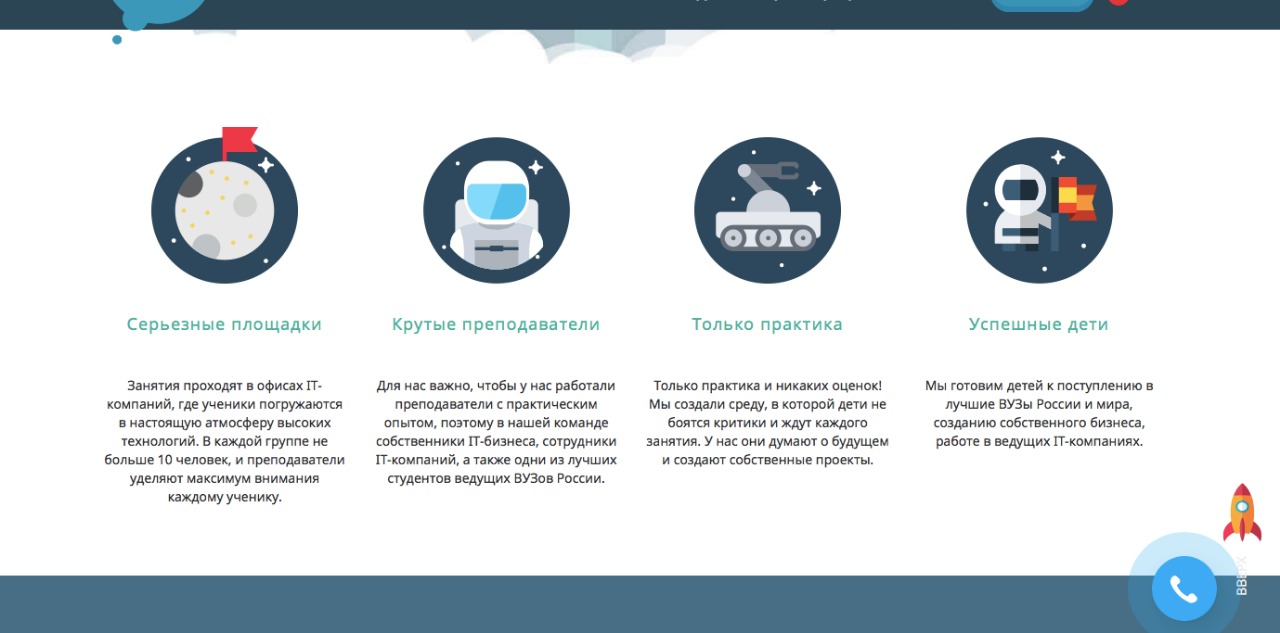 Серьезные площадки
Занятия проходят в офисах IT-
компаний, где ученики погружаются
в настоящую атмосферу высоких
технологий. В каждой группе не
больше 10 человек, и преподаватели
уделяют максимум внимания
каждому ученику.
Крутые преподаватели
Для нас важно, чтобы у нас работали
преподаватели с практическим
опытом, поэтому в нашей команде
собственники IT-бизнеса, сотрудники
IT-компаний, а также одни из лучших
студентов ведущих ВУЗов России.
Только практика
Только практика и никаких оценок!
Мы создали среду, в которой дети не
боятся критики и ждут каждого
занятия. У нас они думают о будущем
и создают собственные проекты.
Успешные дети
Мы готовим детей к поступлению в
лучшие ВУЗы России и мира,
созданию собственного бизнеса,
работе в ведущих IT-компаниях.
ВВЕРХ